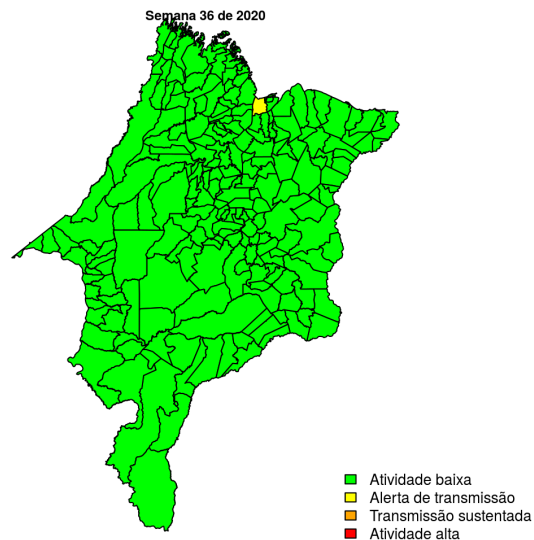 Semana 36 de 2020
Atividade baixa
Alerta de transmissão
Transmissão sustentada
Atividade alta